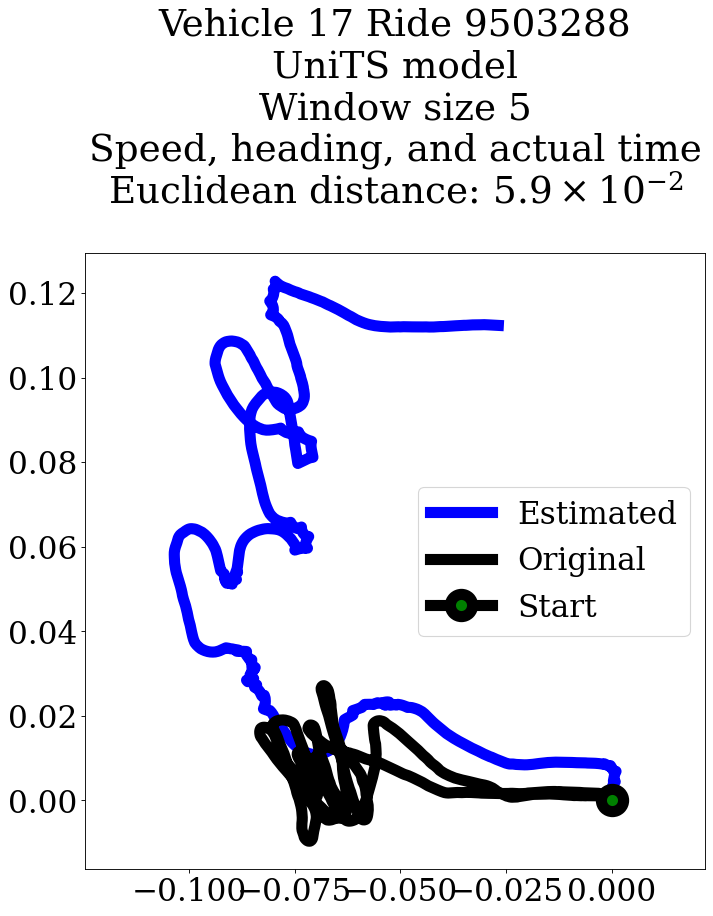 Vehicle 17 Ride 9503288
UniTS model
Window size 5
Speed, heading, and actual time
Euclidean distance: 5.9 × 10⁻²
0.12
0.10
0.08
0.06
0.04
0.02
0.00
Estimated
Original
Start
−0.100 −0.075 −0.050 −0.025 0.000